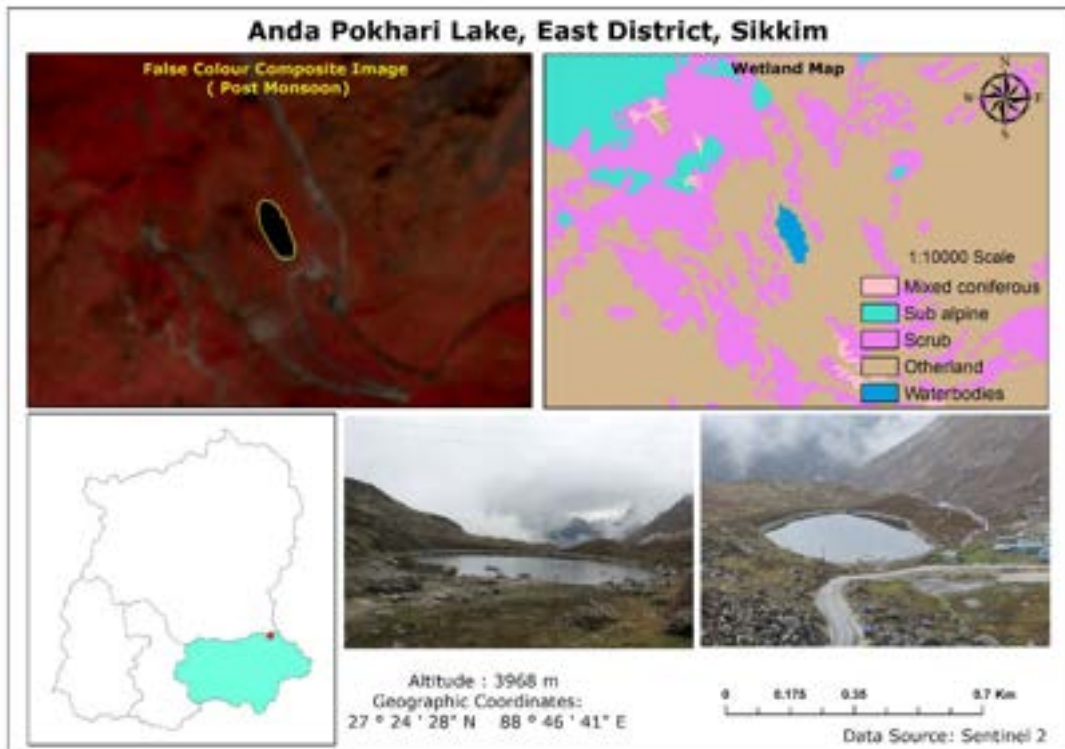 Anda Pokhari Lake, East District, Sikkim
False Colour Composite Image
( Post Monsoon)
Wetland Map
N
W E
S
1:10000 Scale
Mixed coniferous
Sub alpine
Scrub
Otherland
Waterbodies
Altitude : 3968 m
Geographic Coordinates:
27 ° 24 ' 28" N 88 ° 46 ' 41" E
0 0.175 0.35 0.7 Km
Data Source: Sentinel 2